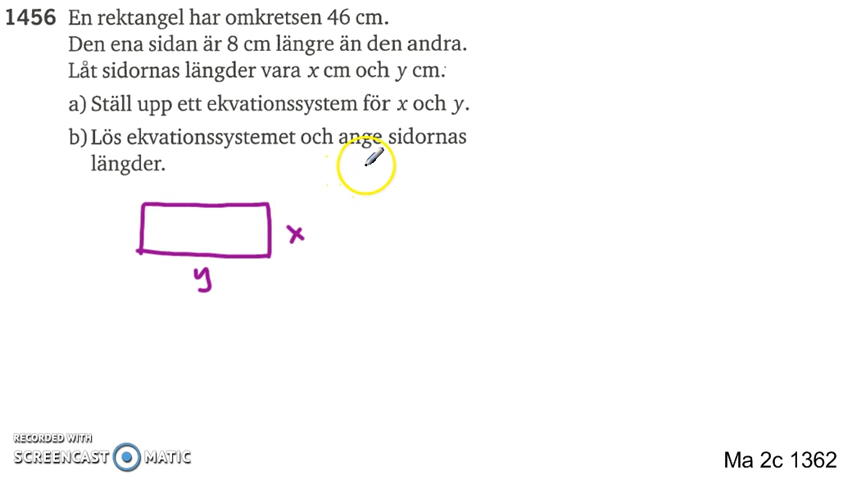 1456 En rektangel har omkretsen 46 cm.
Den ena sidan är 8 cm längre än den andra.
Låt sidornas längder vara x cm och y cm.
a) Ställ upp ett ekvationssystem för x och y.
b) Lös ekvationssystemet och ange sidornas
längder.
x
y
RECORDED WITH
SCREENCAST MATIC
Ma 2c 1362